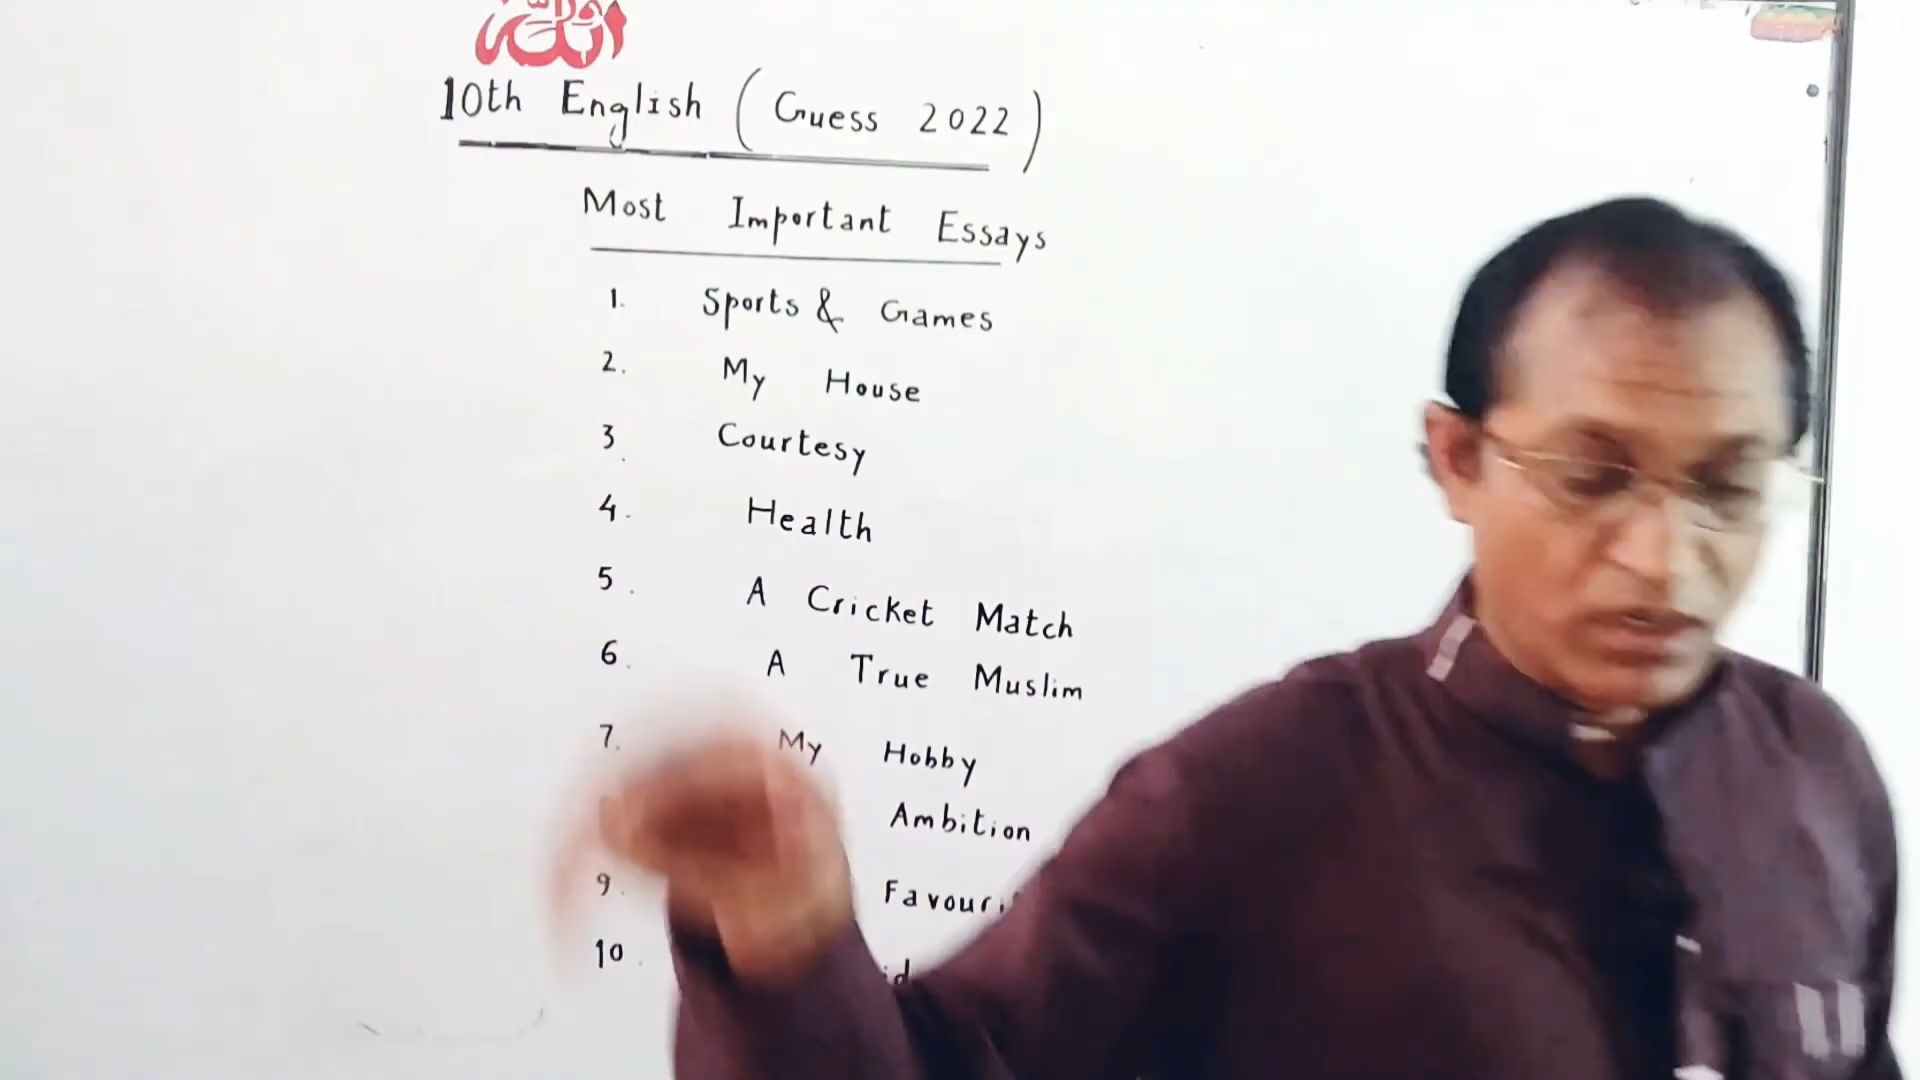 الله
10th English (Guess 2022)
Most Important Essays
1. Sports & Games
2. My House
3. Courtesy
4. Health
5. A Cricket Match
6. A True Muslim
7. My Hobby
Ambition
9.
10.